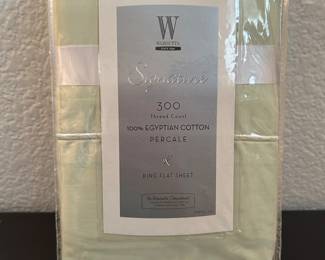 W
WAMSUTTA
Signature
300
Thread Count
100% EGYPTIAN COTTON
PERCALE
K
KING FLAT SHEET